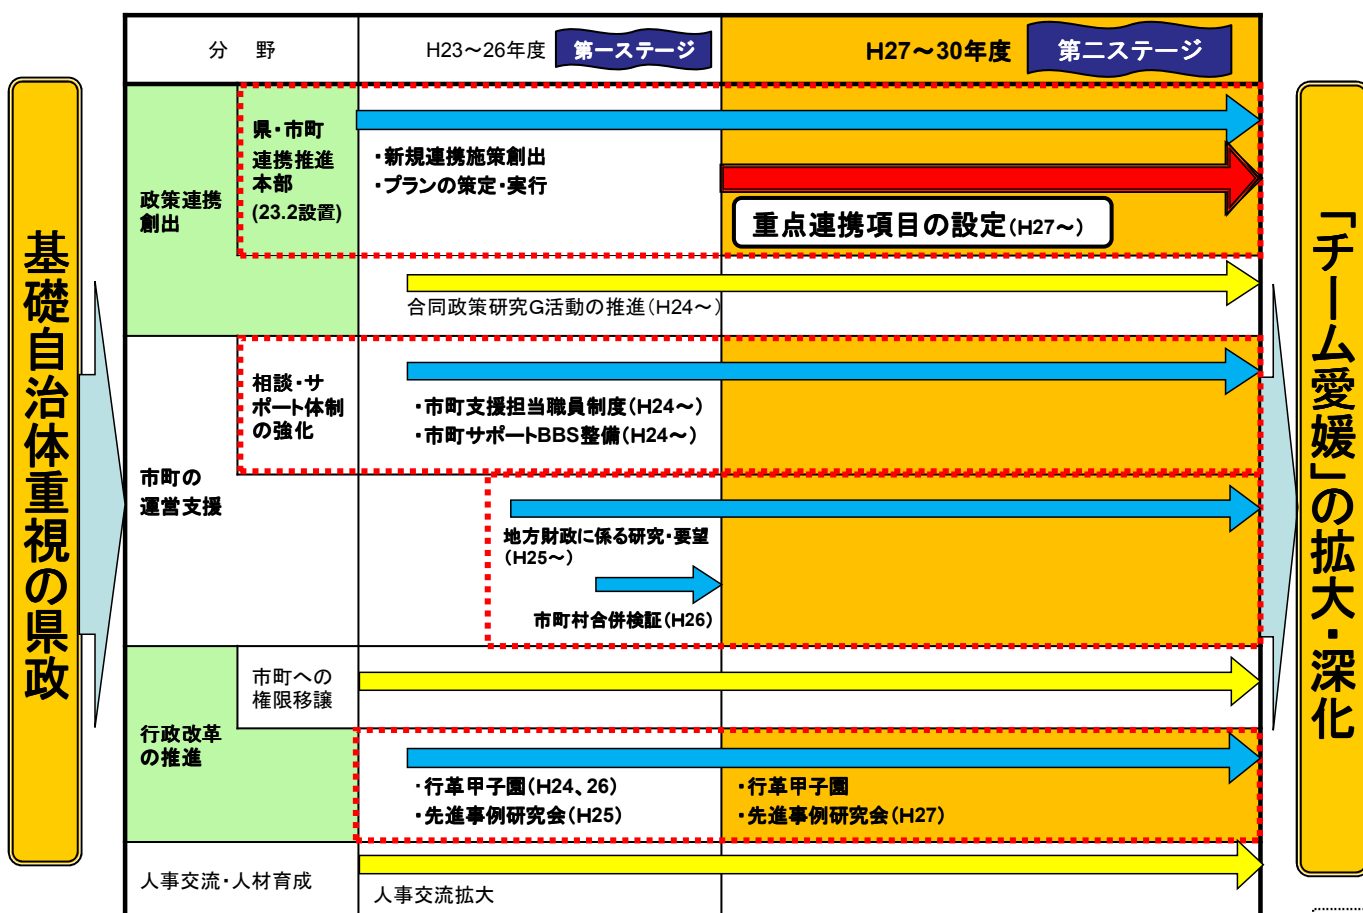 分　野
H23～26年度
第一ステージ
H27～30年度
第二ステージ
基礎自治体重視の県政
政策連携
創出
県・市町
連携推進
本部
(23.2設置)
・新規連携施策創出
・プランの策定・実行
重点連携項目の設定(H27～)
合同政策研究G活動の推進(H24～)
市町の
運営支援
相談・サ
ポート体制
の強化
・市町支援担当職員制度(H24～)
・市町サポートBBS整備(H24～)
地方財政に係る研究・要望
(H25～)
市町村合併検証(H26)
行政改革
の推進
市町への
権限移譲
・行革甲子園(H24、26)
・先進事例研究会(H25)
・行革甲子園
・先進事例研究会(H27)
人事交流・人材育成
人事交流拡大
「チーム愛媛」の拡大・深化